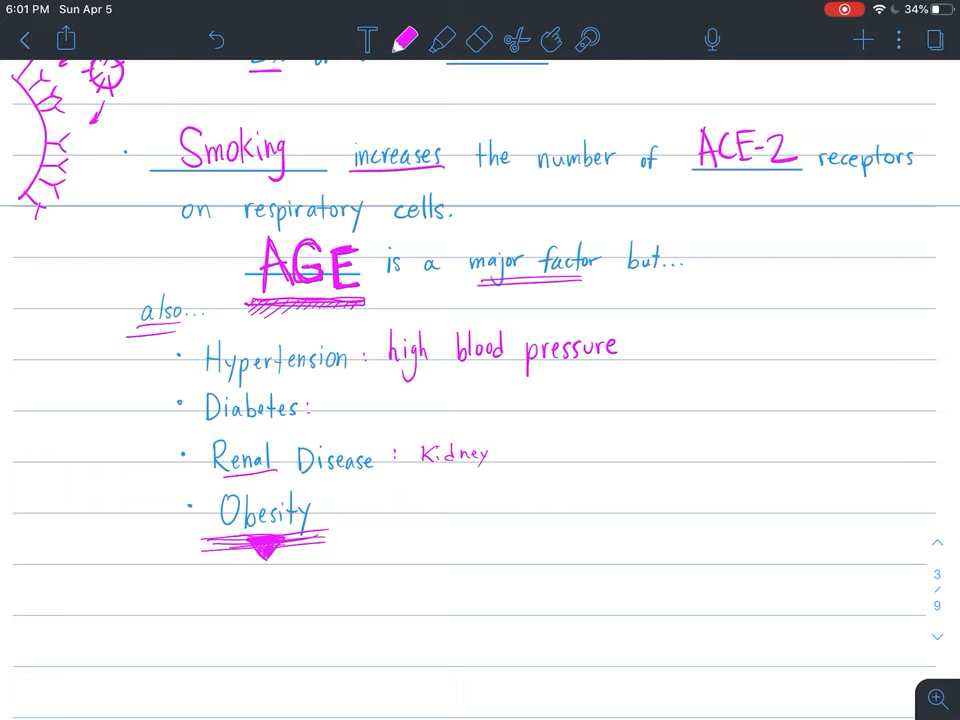 6:01 PM Sun Apr 5
34%
T
• Smoking increases the number of ACE-2 receptors
on respiratory cells.
AGE is a major factor but...
also...
• Hypertension: high blood pressure
• Diabetes:
• Renal Disease: Kidney
• Obesity
3
/
9